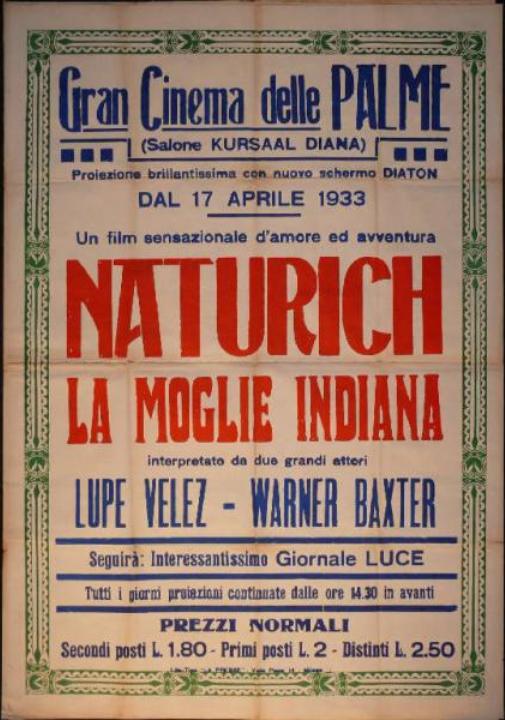 Gran Cinema delle PALME
(Salone KURSAAL DIANA)
Proiezione brillantissima con nuovo schermo DIATON
DAL 17 APRILE 1933
Un film sensazionale d'amore ed avventura
NATURICH
LA MOGLIE INDIANA
interpretato da due grandi attori
LUPE VELEZ - WARNER BAXTER
Seguirà: Interessantissimo Giornale LUCE
Tutti i giorni proiezioni continuate dalle ore 14.30 in avanti
PREZZI NORMALI
Secondi posti L. 1.80 - Primi posti L. 2 - Distinti L. 2.50